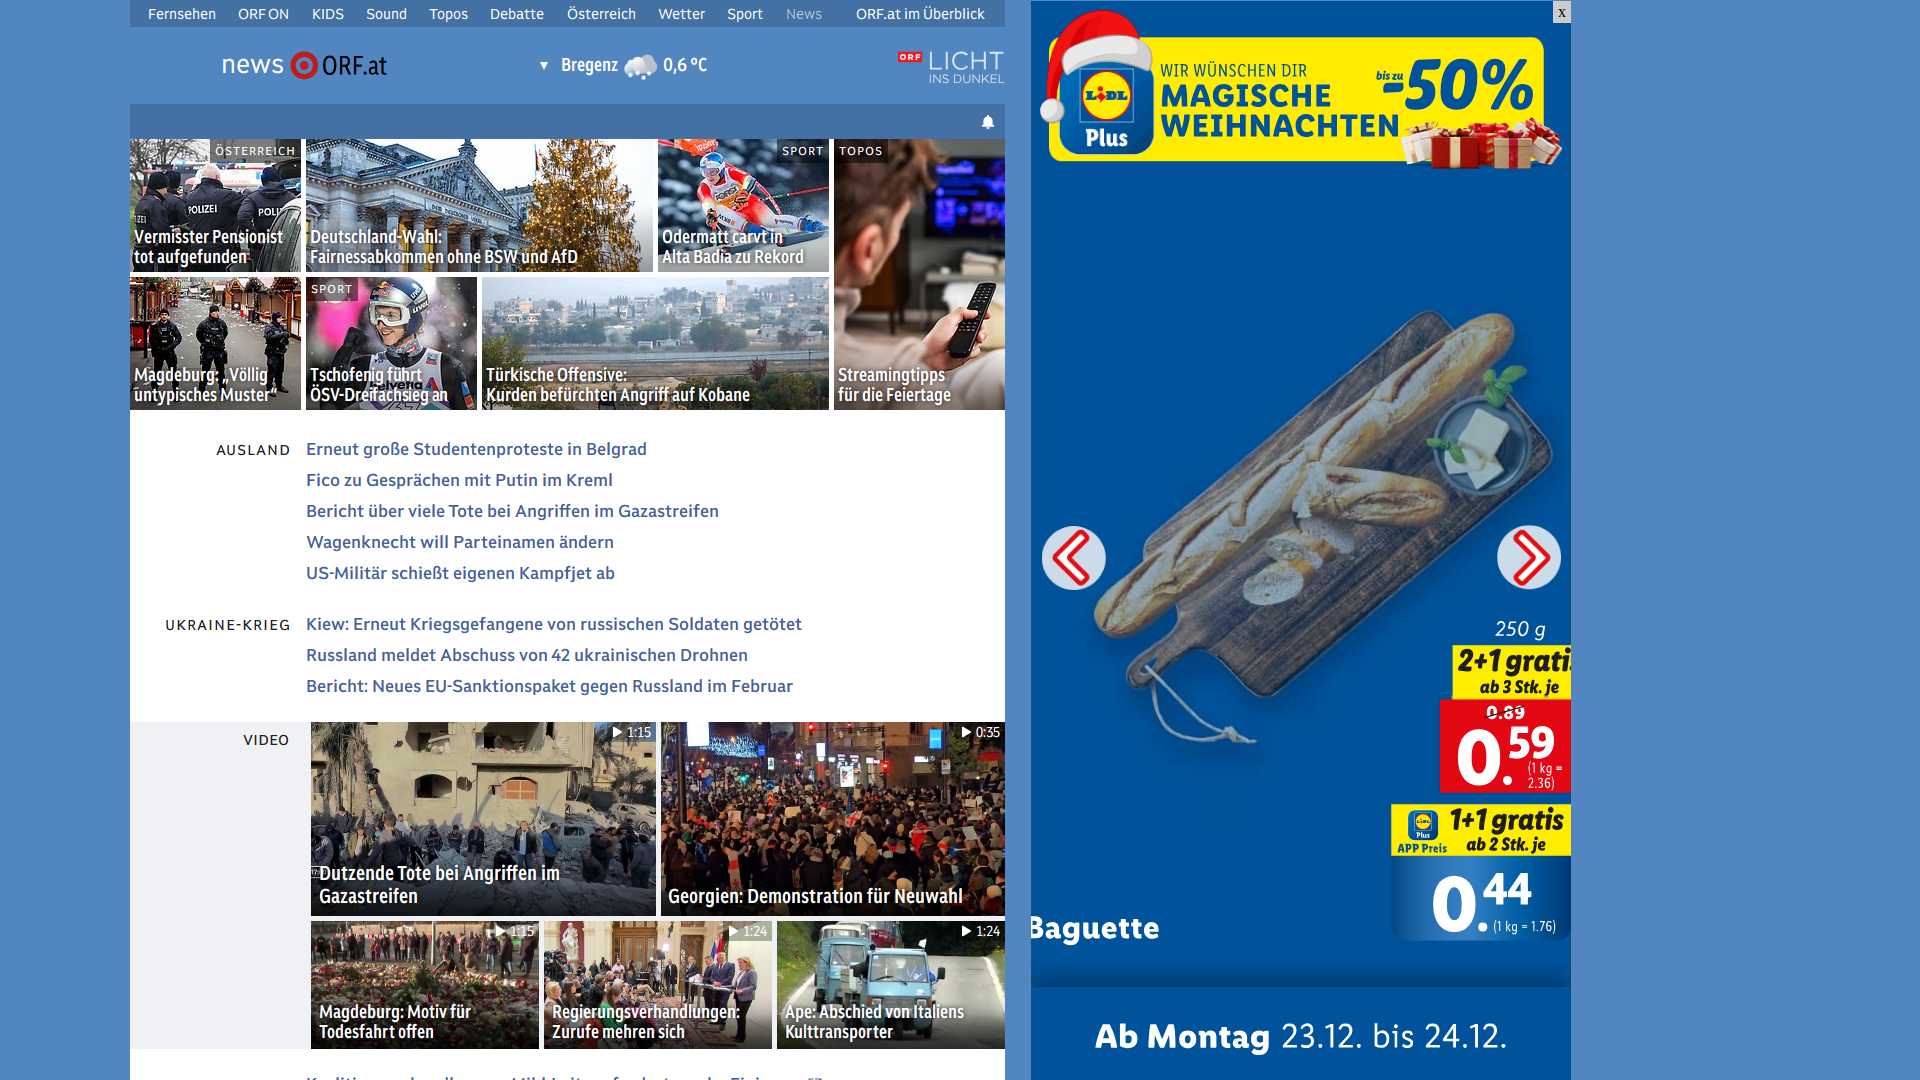 Fernsehen ORF ON KIDS Sound Topos Debatte Österreich Wetter Sport News ORF.at im Überblick
news ORF.at
▼ Bregenz 0,6 °C
ORF LICHT
INS DUNKEL
ÖSTERREICH
POLIZEI
Vermisster Pensionist
tot aufgefunden
Deutschland-Wahl:
Fairnessabkommen ohne BSW und AfD
SPORT
Odermatt carvt in
Alta Badia zu Rekord
TOPOS
Streamingtipps
für die Feiertage
Magdeburg: „Völlig
untypisches Muster“
SPORT
Tschofenig führt
ÖSV-Dreifachsieg an
Türkische Offensive:
Kurden befürchten Angriff auf Kobane
AUSLAND
Erneut große Studentenproteste in Belgrad
Fico zu Gesprächen mit Putin im Kreml
Bericht über viele Tote bei Angriffen im Gazastreifen
Wagenknecht will Parteinamen ändern
US-Militär schießt eigenen Kampfjet ab
UKRAINE-KRIEG
Kiew: Erneut Kriegsgefangene von russischen Soldaten getötet
Russland meldet Abschuss von 42 ukrainischen Drohnen
Bericht: Neues EU-Sanktionspaket gegen Russland im Februar
VIDEO
1:15
Dutzende Tote bei Angriffen im
Gazastreifen
0:35
Georgien: Demonstration für Neuwahl
1:15
Magdeburg: Motiv für
Todesfahrt offen
1:24
Regierungsverhandlungen:
Zurufe mehren sich
1:24
Ape: Abschied von Italiens
Kulttransporter
x
LIDL
Plus
WIR WÜNSCHEN DIR
MAGISCHE
WEIHNACHTEN
bis zu
-50%
250 g
2+1 gratis
ab 3 Stk. je
0.89
0.59
(1 kg =
2.36)
LIDL
Plus
APP Preis
1+1 gratis
ab 2 Stk. je
0.44
(1 kg = 1.76)
Baguette
Ab Montag 23.12. bis 24.12.